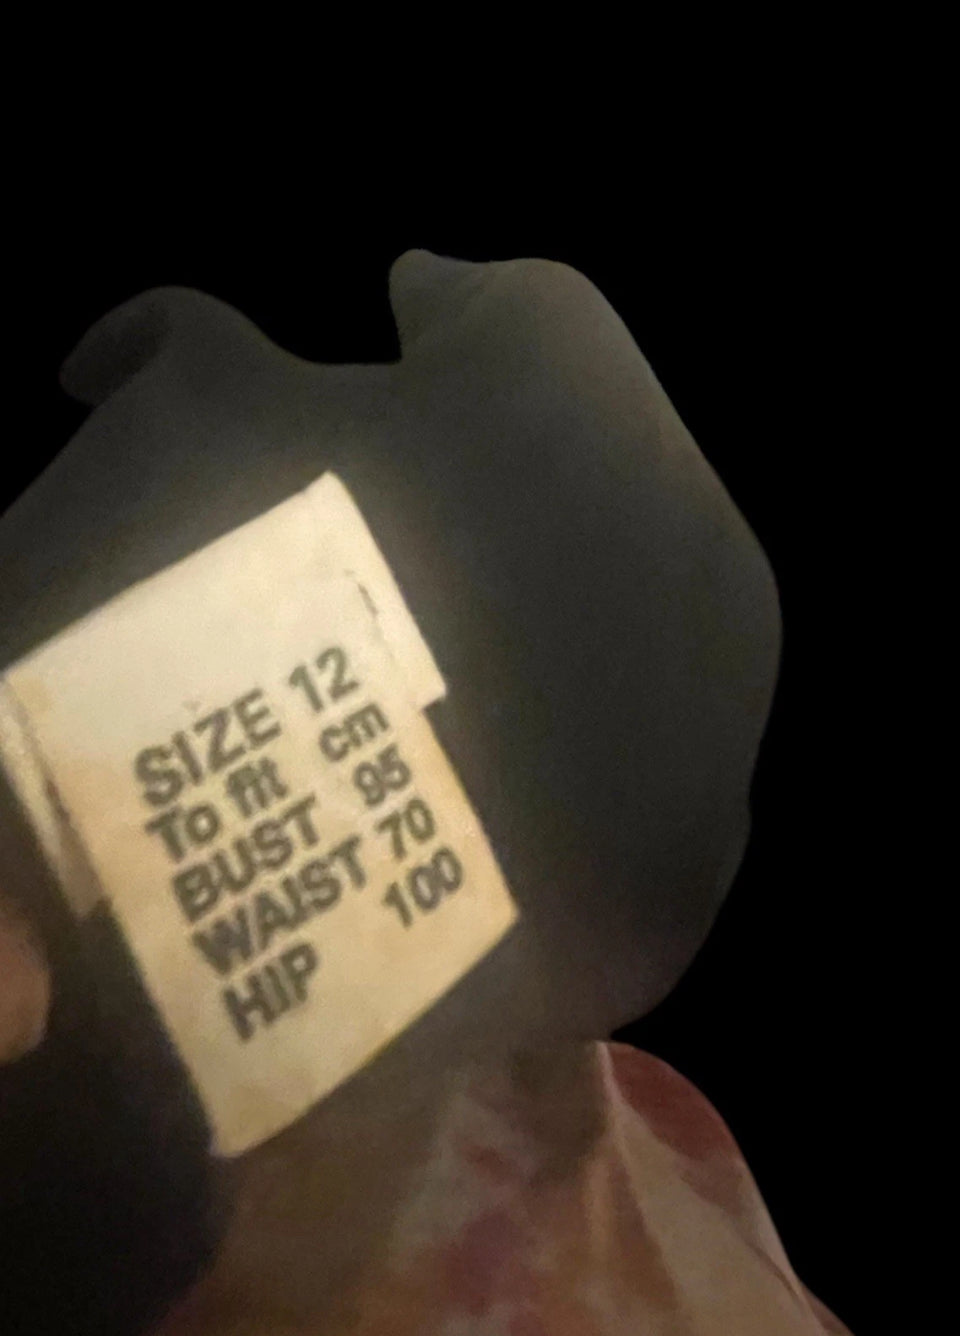 SIZE 12
To fit cm
BUST 95
WAIST 70
HIP 100